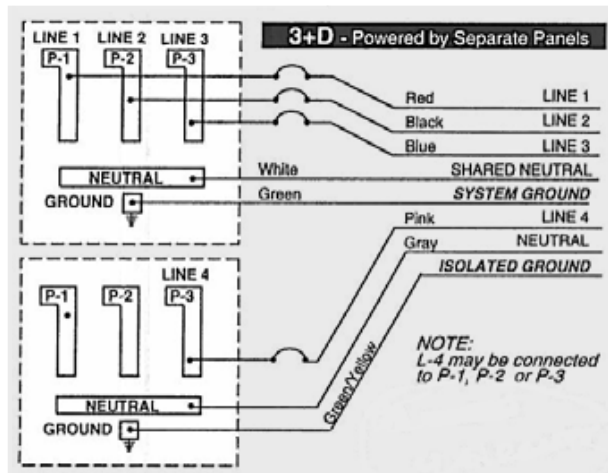 3+D - Powered by Separate Panels
LINE 1 LINE 2 LINE 3
P-1 P-2 P-3
Red LINE 1
Black LINE 2
Blue LINE 3
White SHARED NEUTRAL
NEUTRAL
Green SYSTEM GROUND
GROUND
Pink LINE 4
Gray NEUTRAL
ISOLATED GROUND
LINE 4
P-1 P-2 P-3
Green/Yellow
NOTE:
L-4 may be connected
to P-1, P-2 or P-3
NEUTRAL
GROUND